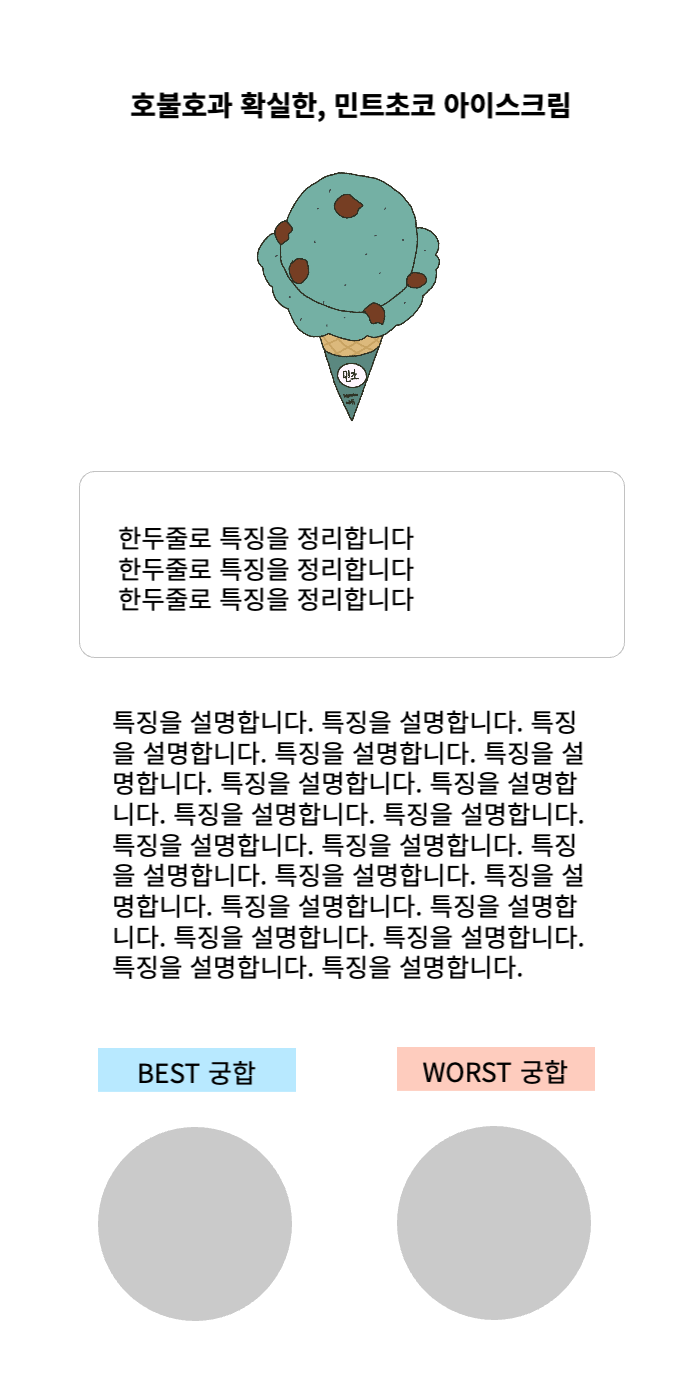 호불호과 확실한, 민트초코 아이스크림
민초
한두줄로 특징을 정리합니다
한두줄로 특징을 정리합니다
한두줄로 특징을 정리합니다
특징을 설명합니다. 특징을 설명합니다. 특징
을 설명합니다. 특징을 설명합니다. 특징을 설
명합니다. 특징을 설명합니다. 특징을 설명합
니다. 특징을 설명합니다. 특징을 설명합니다.
특징을 설명합니다. 특징을 설명합니다. 특징
을 설명합니다. 특징을 설명합니다. 특징을 설
명합니다. 특징을 설명합니다. 특징을 설명합
니다. 특징을 설명합니다. 특징을 설명합니다.
특징을 설명합니다. 특징을 설명합니다.
BEST 궁합
WORST 궁합